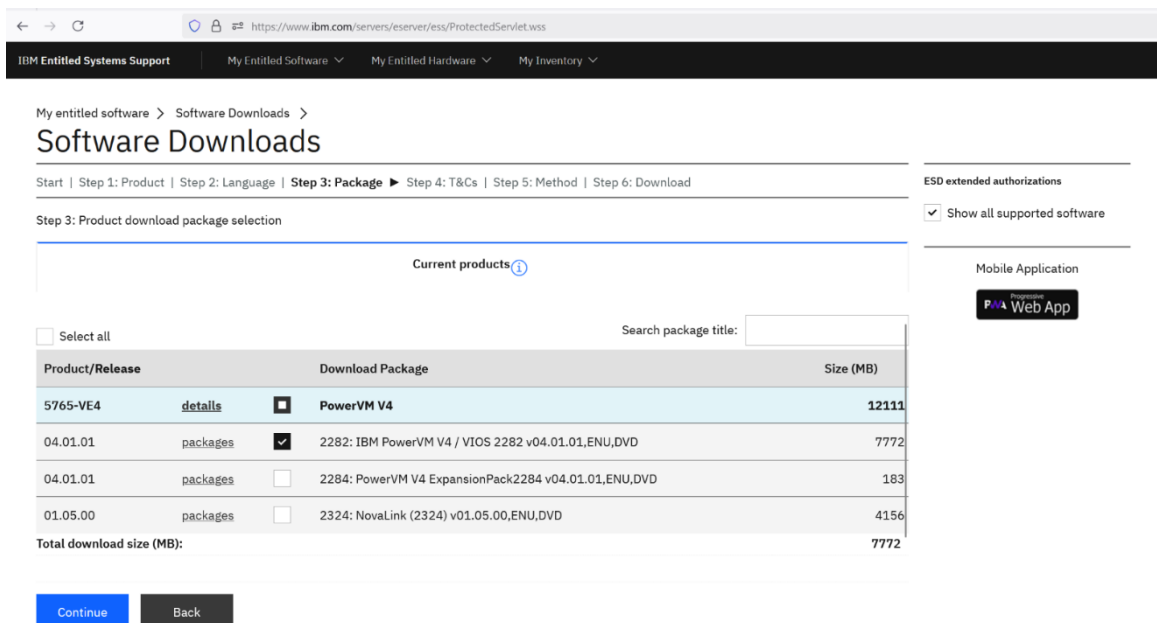 https://www.ibm.com/servers/eserver/ess/ProtectedServlet.wss
IBM Entitled Systems Support My Entitled Software My Entitled Hardware My Inventory
My entitled software > Software Downloads >
Software Downloads
Start | Step 1: Product | Step 2: Language | Step 3: Package ► Step 4: T&Cs | Step 5: Method | Step 6: Download
ESD extended authorizations
Step 3: Product download package selection
Show all supported software
Current products
Mobile Application
PWA Progressive Web App
Select all
Search package title:
Product/Release Download Package Size (MB)
5765-VE4 details PowerVM V4 12111
04.01.01 packages 2282: IBM PowerVM V4 / VIOS 2282 v04.01.01,ENU,DVD 7772
04.01.01 packages 2284: PowerVM V4 ExpansionPack2284 v04.01.01,ENU,DVD 183
01.05.00 packages 2324: NovaLink (2324) v01.05.00,ENU,DVD 4156
Total download size (MB): 7772
Continue Back